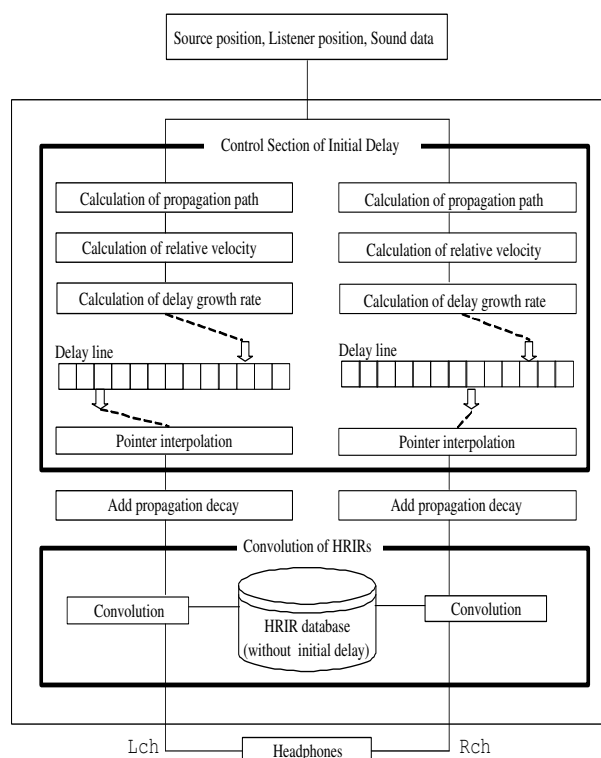 Source position, Listener position, Sound data
Control Section of Initial Delay
Calculation of propagation path
Calculation of propagation path
Calculation of relative velocity
Calculation of relative velocity
Calculation of delay growth rate
Calculation of delay growth rate
Delay line
Delay line
Pointer interpolation
Pointer interpolation
Add propagation decay
Add propagation decay
Convolution of HRIRs
Convolution
Convolution
HRIR database
(without initial delay)
Lch
Rch
Headphones